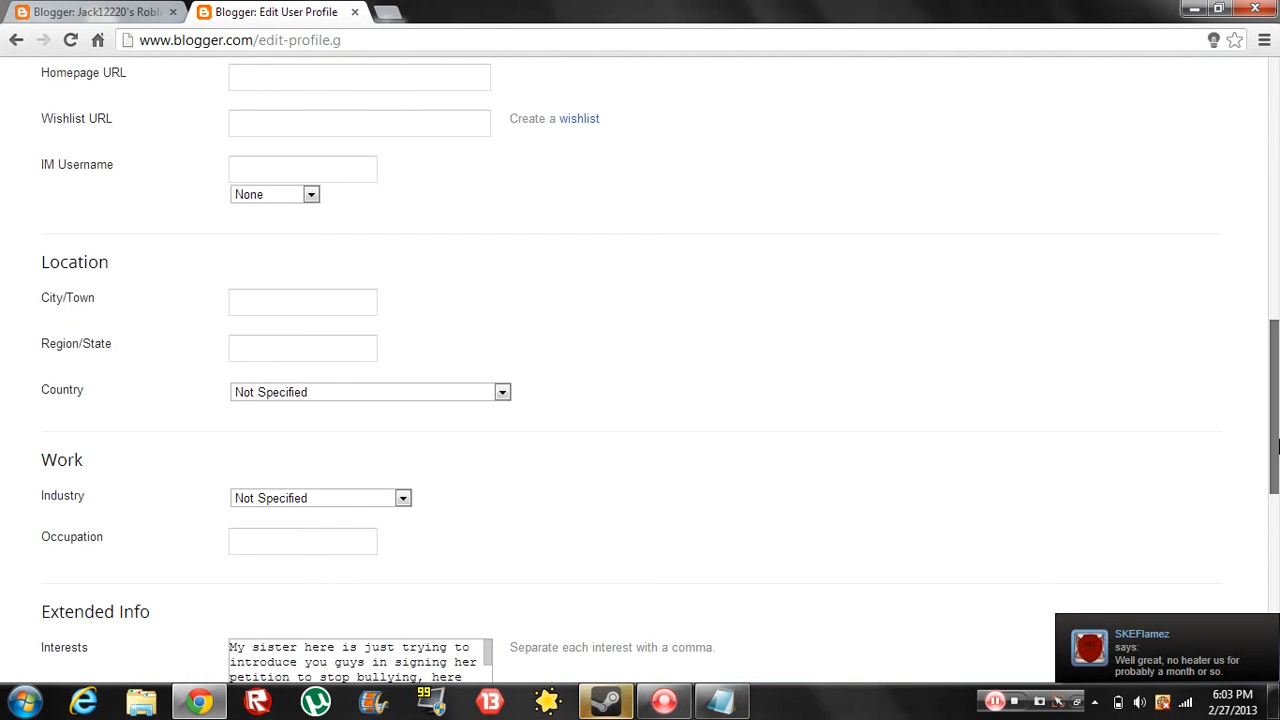 Blogger: Jack12220's Robl
Blogger: Edit User Profile
www.blogger.com/edit-profile.g
Homepage URL
Wishlist URL
Create a wishlist
IM Username
None
Location
City/Town
Region/State
Country
Not Specified
Work
Industry
Not Specified
Occupation
Extended Info
Interests
My sister here is just trying to
introduce you guys in signing her
petition to stop bullying, here
Separate each interest with a comma.
SKEFlamez
says:
Well great, no heater us for
probably a month or so.
99
13
6:03 PM
2/27/2013